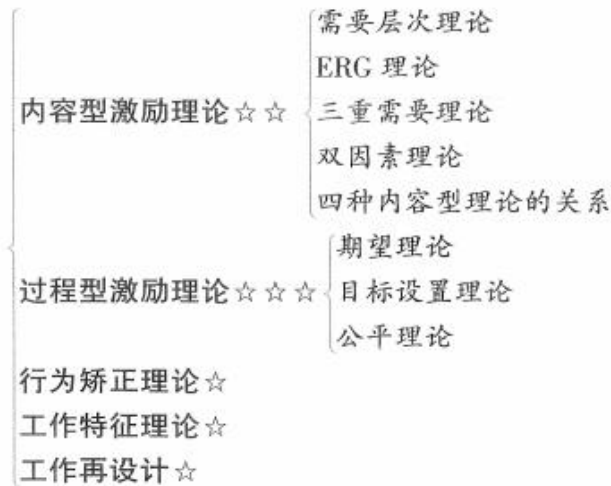 内容型激励理论☆☆
需要层次理论
ERG 理论
三重需要理论
双因素理论
四种内容型理论的关系
过程型激励理论☆☆☆
期望理论
目标设置理论
公平理论
行为矫正理论☆
工作特征理论☆
工作再设计☆